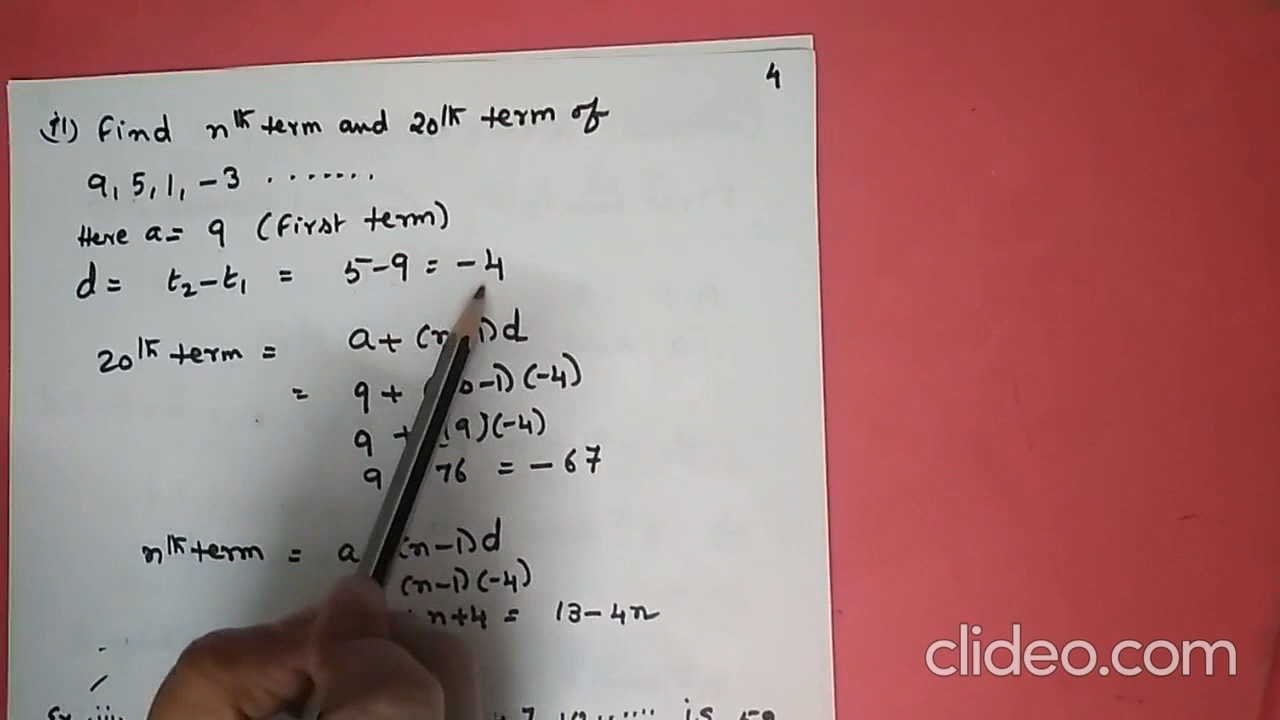 4
ii) Find nth term and 20th term of
9, 5, 1, -3 .......
Here a= 9 (First term)
d= t₂-t₁ = 5-9 = -4
20th term = a+ (n-1)d
= 9+ (-1)(-4)
9 + 19)(-4)
9 76 = -67
nth term = a (n-1)d
(n-1)(-4)
n+4 = 13-4n
is
clideo.com